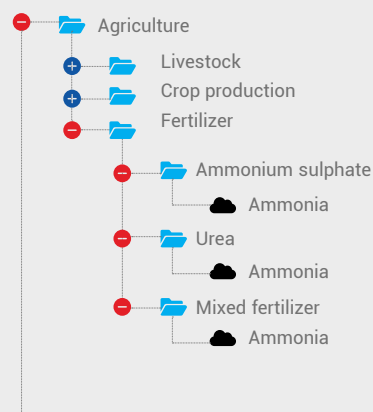 Agriculture
Livestock
Crop production
Fertilizer
Ammonium sulphate
Ammonia
Urea
Ammonia
Mixed fertilizer
Ammonia